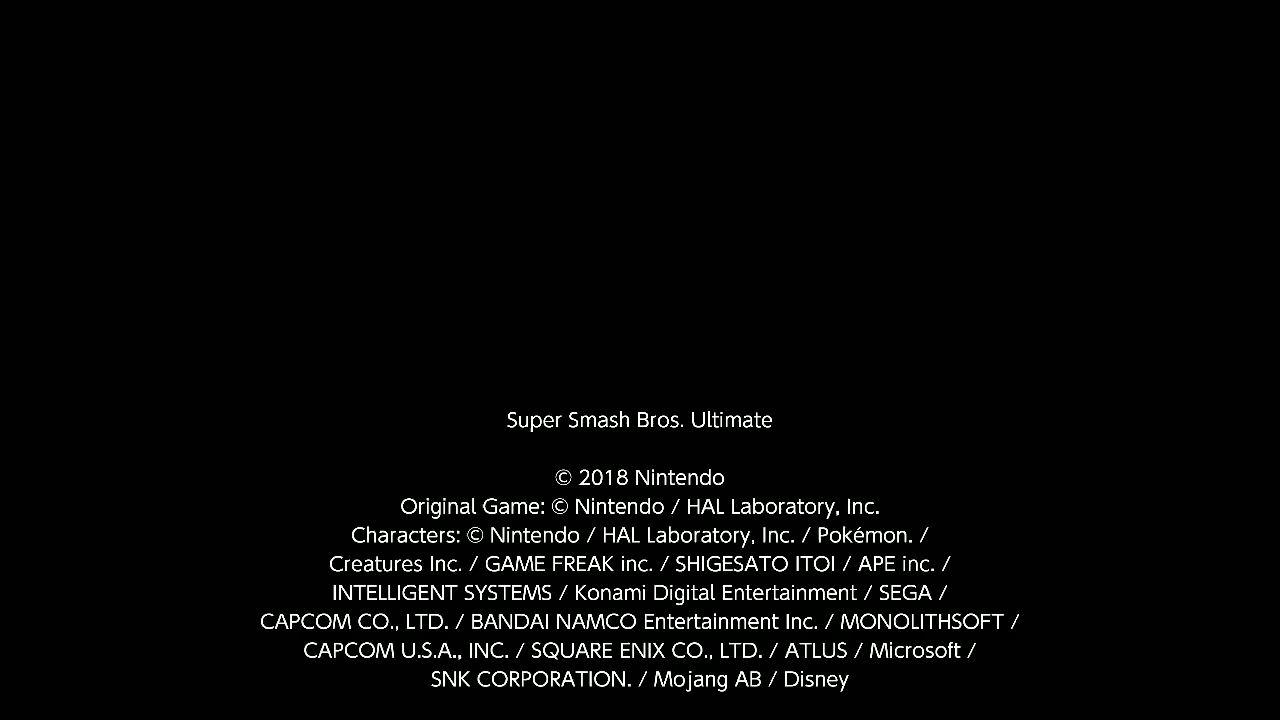 Super Smash Bros. Ultimate
© 2018 Nintendo
Original Game: © Nintendo / HAL Laboratory, Inc.
Characters: © Nintendo / HAL Laboratory, Inc. / Pokémon. /
Creatures Inc. / GAME FREAK inc. / SHIGESATO ITOI / APE inc. /
INTELLIGENT SYSTEMS / Konami Digital Entertainment / SEGA /
CAPCOM CO., LTD. / BANDAI NAMCO Entertainment Inc. / MONOLITHSOFT /
CAPCOM U.S.A., INC. / SQUARE ENIX CO., LTD. / ATLUS / Microsoft /
SNK CORPORATION. / Mojang AB / Disney